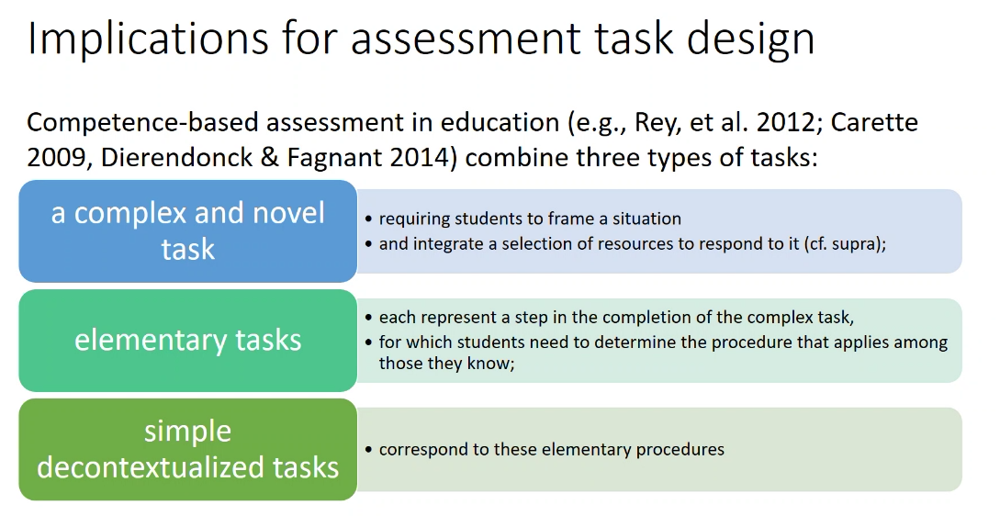 Implications for assessment task design
Competence-based assessment in education (e.g., Rey, et al. 2012; Carette
2009, Dierendonck & Fagnant 2014) combine three types of tasks:
a complex and novel
task
• requiring students to frame a situation
• and integrate a selection of resources to respond to it (cf. supra);
elementary tasks
• each represent a step in the completion of the complex task,
• for which students need to determine the procedure that applies among
those they know;
simple
decontextualized tasks
• correspond to these elementary procedures